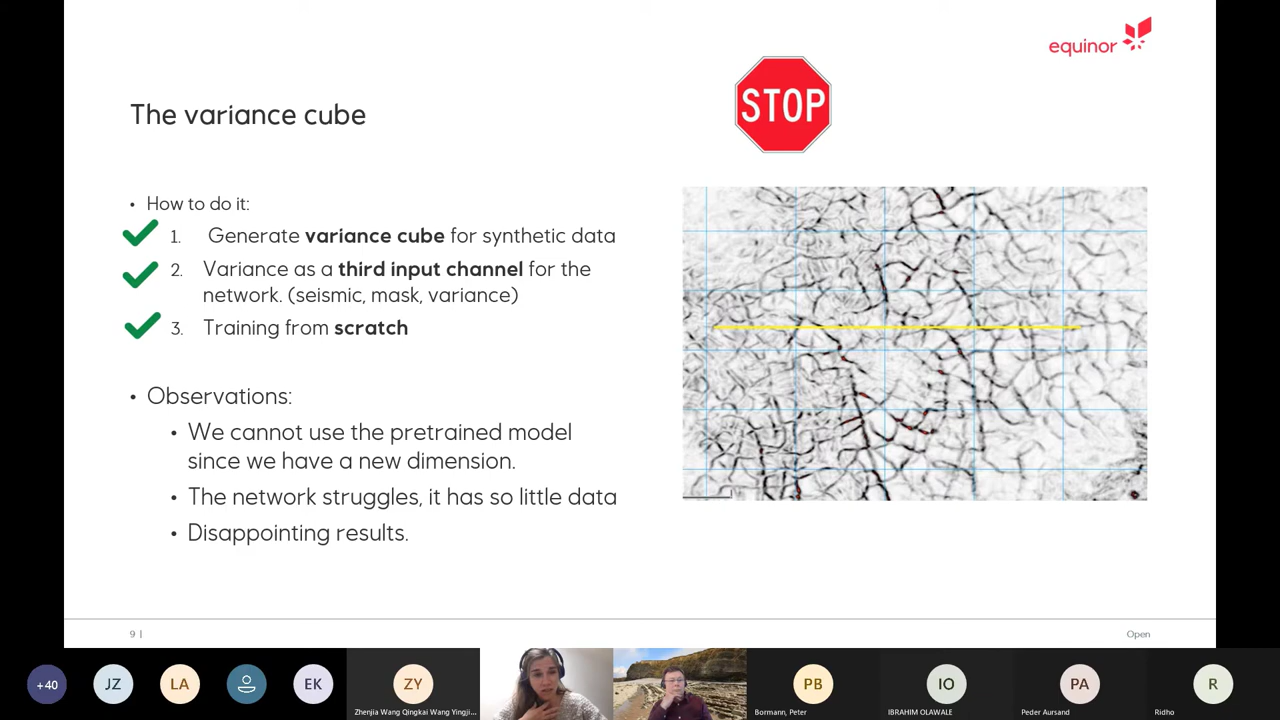 equinor
STOP
The variance cube
• How to do it:
1. Generate variance cube for synthetic data
2. Variance as a third input channel for the
network. (seismic, mask, variance)
3. Training from scratch
• Observations:
• We cannot use the pretrained model
since we have a new dimension.
• The network struggles, it has so little data
• Disappointing results.
9 |
Open
+40
JZ
LA
EK
ZY
PB
IO
PA
R
Zhenjia Wang Qingkai Wang Yingji...
Bormann, Peter
IBRAHIM OLAWALE
Peder Aursand
Ridho